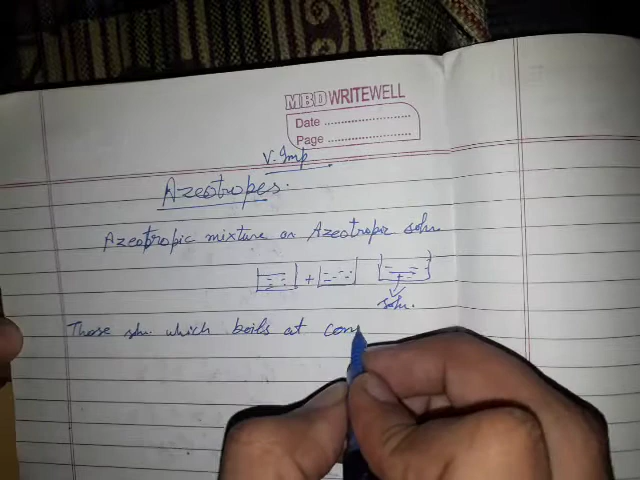 MBD WRITEWELL
Date
Page
V. Imp
Azeotropes.
Azeotropic mixture or Azeotropic soln
+
soln.
Those soln. which boils at con